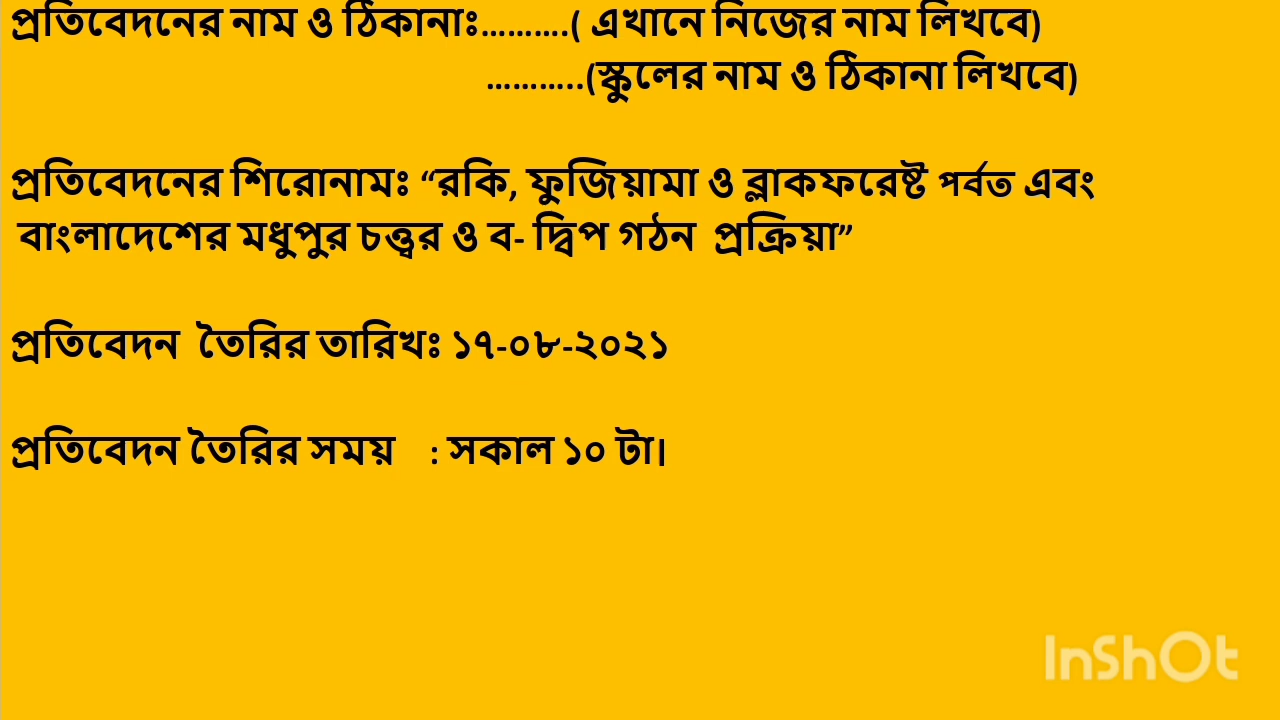 প্রতিবেদনের নাম ও ঠিকানাঃ……….( এখানে নিজের নাম লিখবে)
………..(স্কুলের নাম ও ঠিকানা লিখবে)
প্রতিবেদনের শিরোনামঃ “রকি, ফুজিয়ামা ও ব্লাকফরেষ্ট পর্বত এবং
বাংলাদেশের মধুপুর চত্ত্বর ও ব- দ্বিপ গঠন প্রক্রিয়া”
প্রতিবেদন তৈরির তারিখঃ ১৭-০৮-২০২১
প্রতিবেদন তৈরির সময় : সকাল ১০ টা।
InShOt